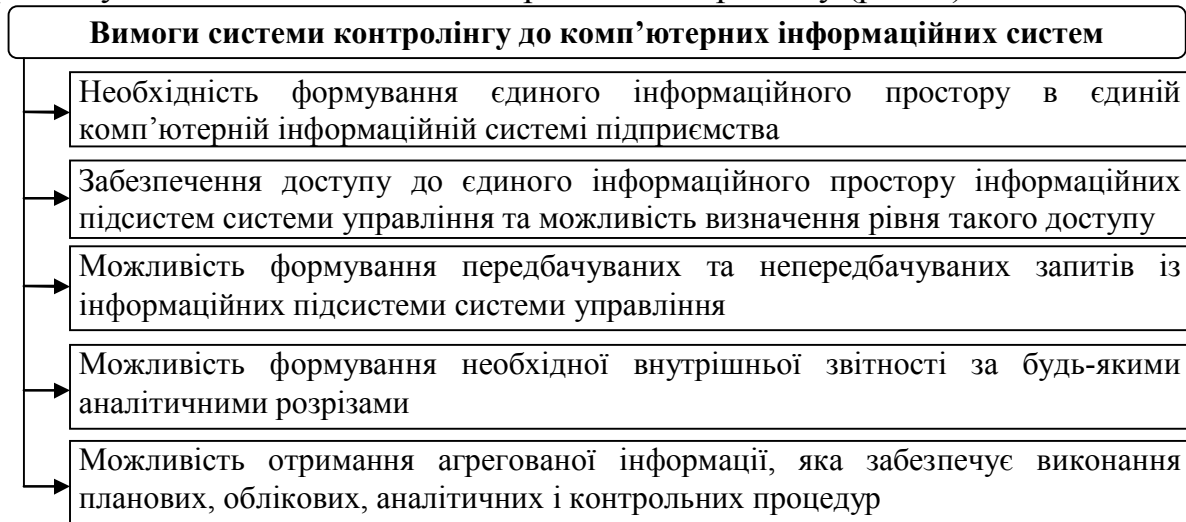 Вимоги системи контролінгу до комп’ютерних інформаційних систем
Необхідність формування єдиного інформаційного простору в єдиній
комп’ютерній інформаційній системі підприємства
Забезпечення доступу до єдиного інформаційного простору інформаційних
підсистем системи управління та можливість визначення рівня такого доступу
Можливість формування передбачуваних та непередбачуваних запитів із
інформаційних підсистеми системи управління
Можливість формування необхідної внутрішньої звітності за будь-якими
аналітичними розрізами
Можливість отримання агрегованої інформації, яка забезпечує виконання
планових, облікових, аналітичних і контрольних процедур